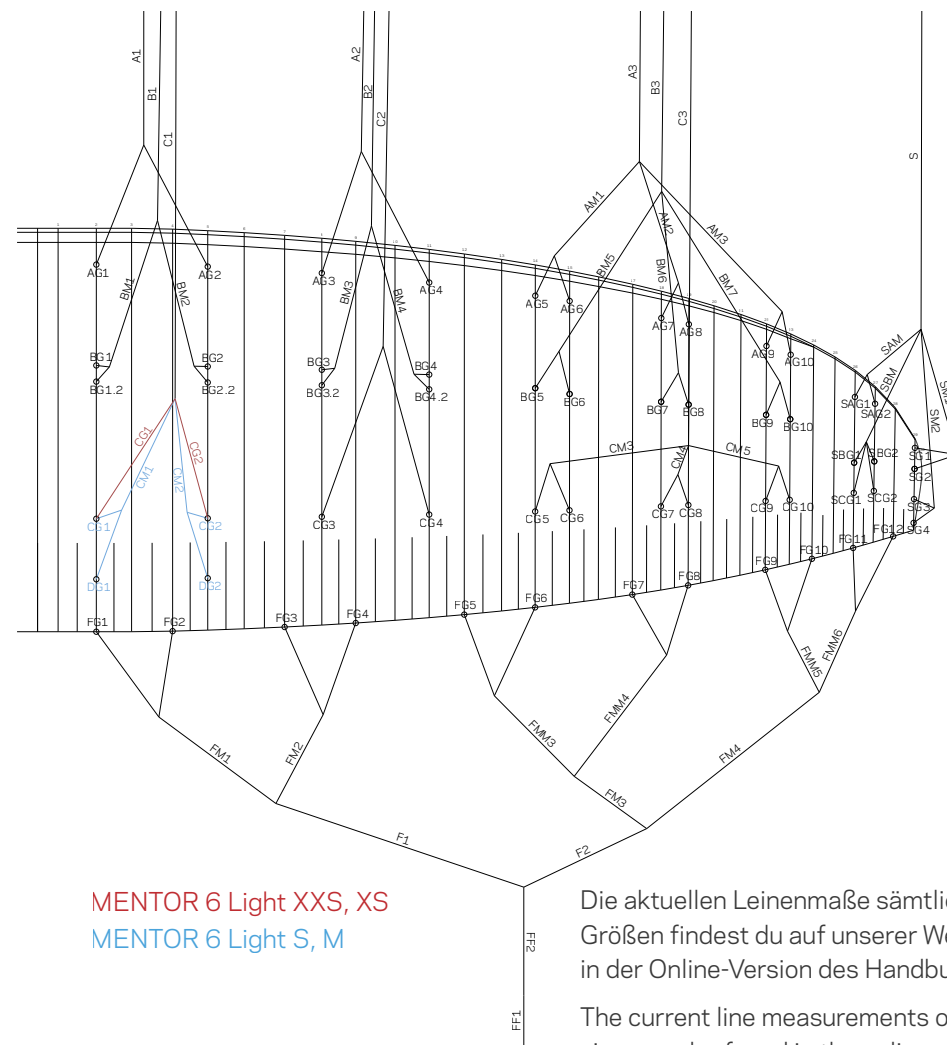 A1
B1
C1
A2
B2
C2
A3
B3
C3
S
AM1
AM2
AM3
BM5
BM6
BM7
AG1
AG2
AG3
AG4
AG5
AG6
AG7
AG8
AG9
AG10
BM1
BM2
BM3
BM4
BG1
BG1.2
BG2
BG2.2
BG3
BG3.2
BG4
BG4.2
BG5
BG6
BG7
BG8
BG9
BG10
SAM
SBM
SM2
SAG1
SAG2
SBG1
SBG2
SCG1
SCG2
SG1
SG2
SG3
SG4
CG1
CM1
CM2
CG2
CG1
CG2
DG1
DG2
CG3
CG4
CM3
CM4
CM5
CG5
CG6
CG7
CG8
CG9
CG10
FG1
FG2
FG3
FG4
FG5
FG6
FG7
FG8
FG9
FG10
FG11
FG12
FM1
FM2
FMM3
FMM4
FMM5
FMM6
FM3
FM4
F1
F2
FF2
FF1
MENTOR 6 Light XXS, XS
MENTOR 6 Light S, M
Die aktuellen Leinenmaße
Größen findest du auf unserer
in der Online-Version des
The current line measurements